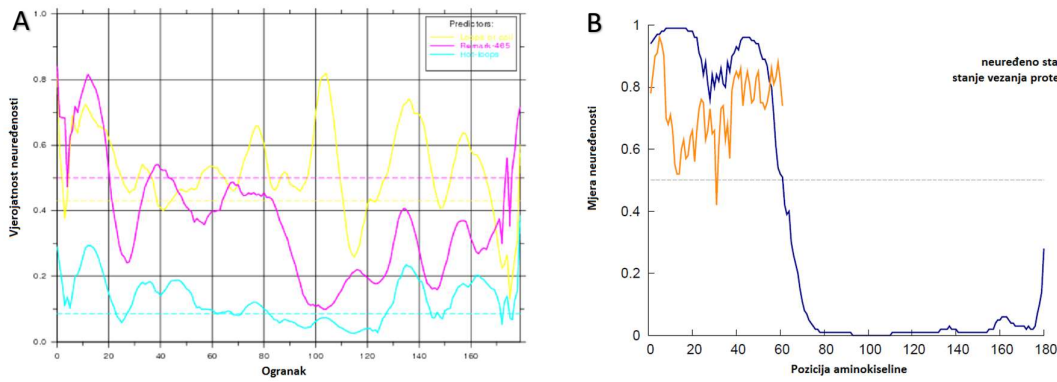 A
Predictors:
Remark-465
Hot-loops
Vjerojatnost neuređenosti
1.0
0.8
0.6
0.4
0.2
0.0
0 20 40 60 80 100 120 140 160
Ogranak
B
neuređeno sta
stanje vezanja prote
Mjera neuređenosti
1
0.8
0.6
0.4
0.2
0
0 20 40 60 80 100 120 140 160 180
Pozicija aminokiseline